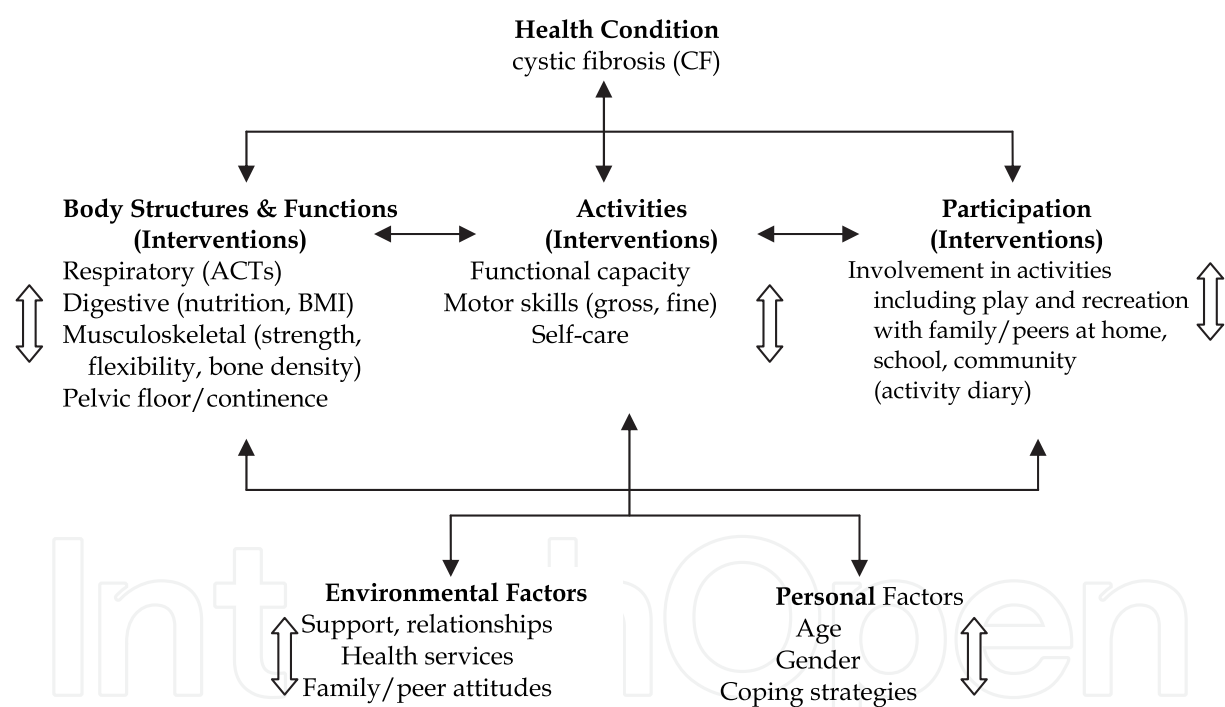 Health Condition
cystic fibrosis (CF)
Body Structures & Functions
(Interventions)
Respiratory (ACTs)
Digestive (nutrition, BMI)
Musculoskeletal (strength,
flexibility, bone density)
Pelvic floor/continence
Activities
(Interventions)
Functional capacity
Motor skills (gross, fine)
Self-care
Participation
(Interventions)
Involvement in activities
including play and recreation
with family/peers at home,
school, community
(activity diary)
Environmental Factors
Support, relationships
Health services
Family/peer attitudes
Personal Factors
Age
Gender
Coping strategies
IntechOpen